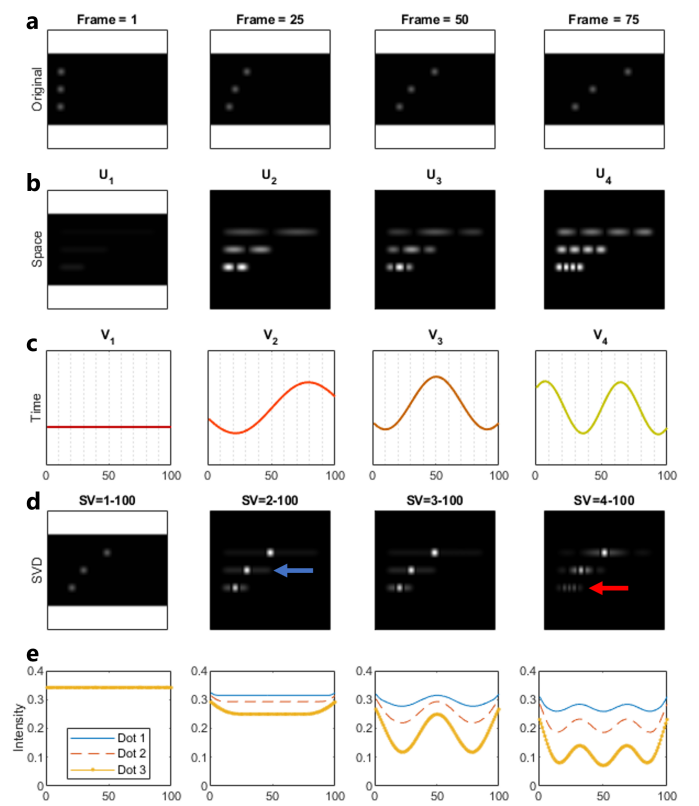 a
Frame = 1 Frame = 25 Frame = 50 Frame = 75
Original
b
U1 U2 U3 U4
Space
c
V1 V2 V3 V4
Time
0 50 100 0 50 100 0 50 100 0 50 100
d
SV=1-100 SV=2-100 SV=3-100 SV=4-100
SVD
e
0.4 0.4 0.4 0.4
0.3 0.3 0.3 0.3
0.2 0.2 0.2 0.2
0.1 0.1 0.1 0.1
0 0 0 0
Intensity
Dot 1
Dot 2
Dot 3
0 50 100 0 50 100 0 50 100 0 50 100